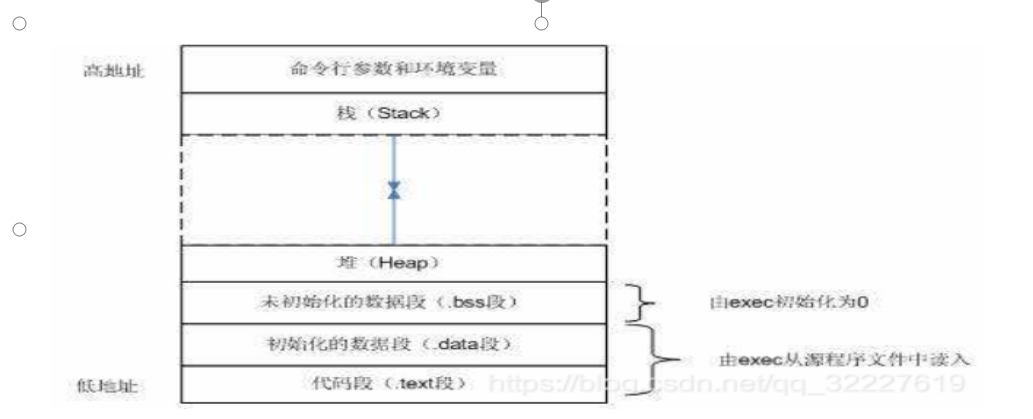 高地址
命令行参数和环境变量
栈（Stack）
堆（Heap）
未初始化的数据段（.bss段）
由exec初始化为0
初始化的数据段（.data段）
由exec从源程序文件中读入
低地址
代码段（.text段）
https://blog.csdn.net/qq_32227619